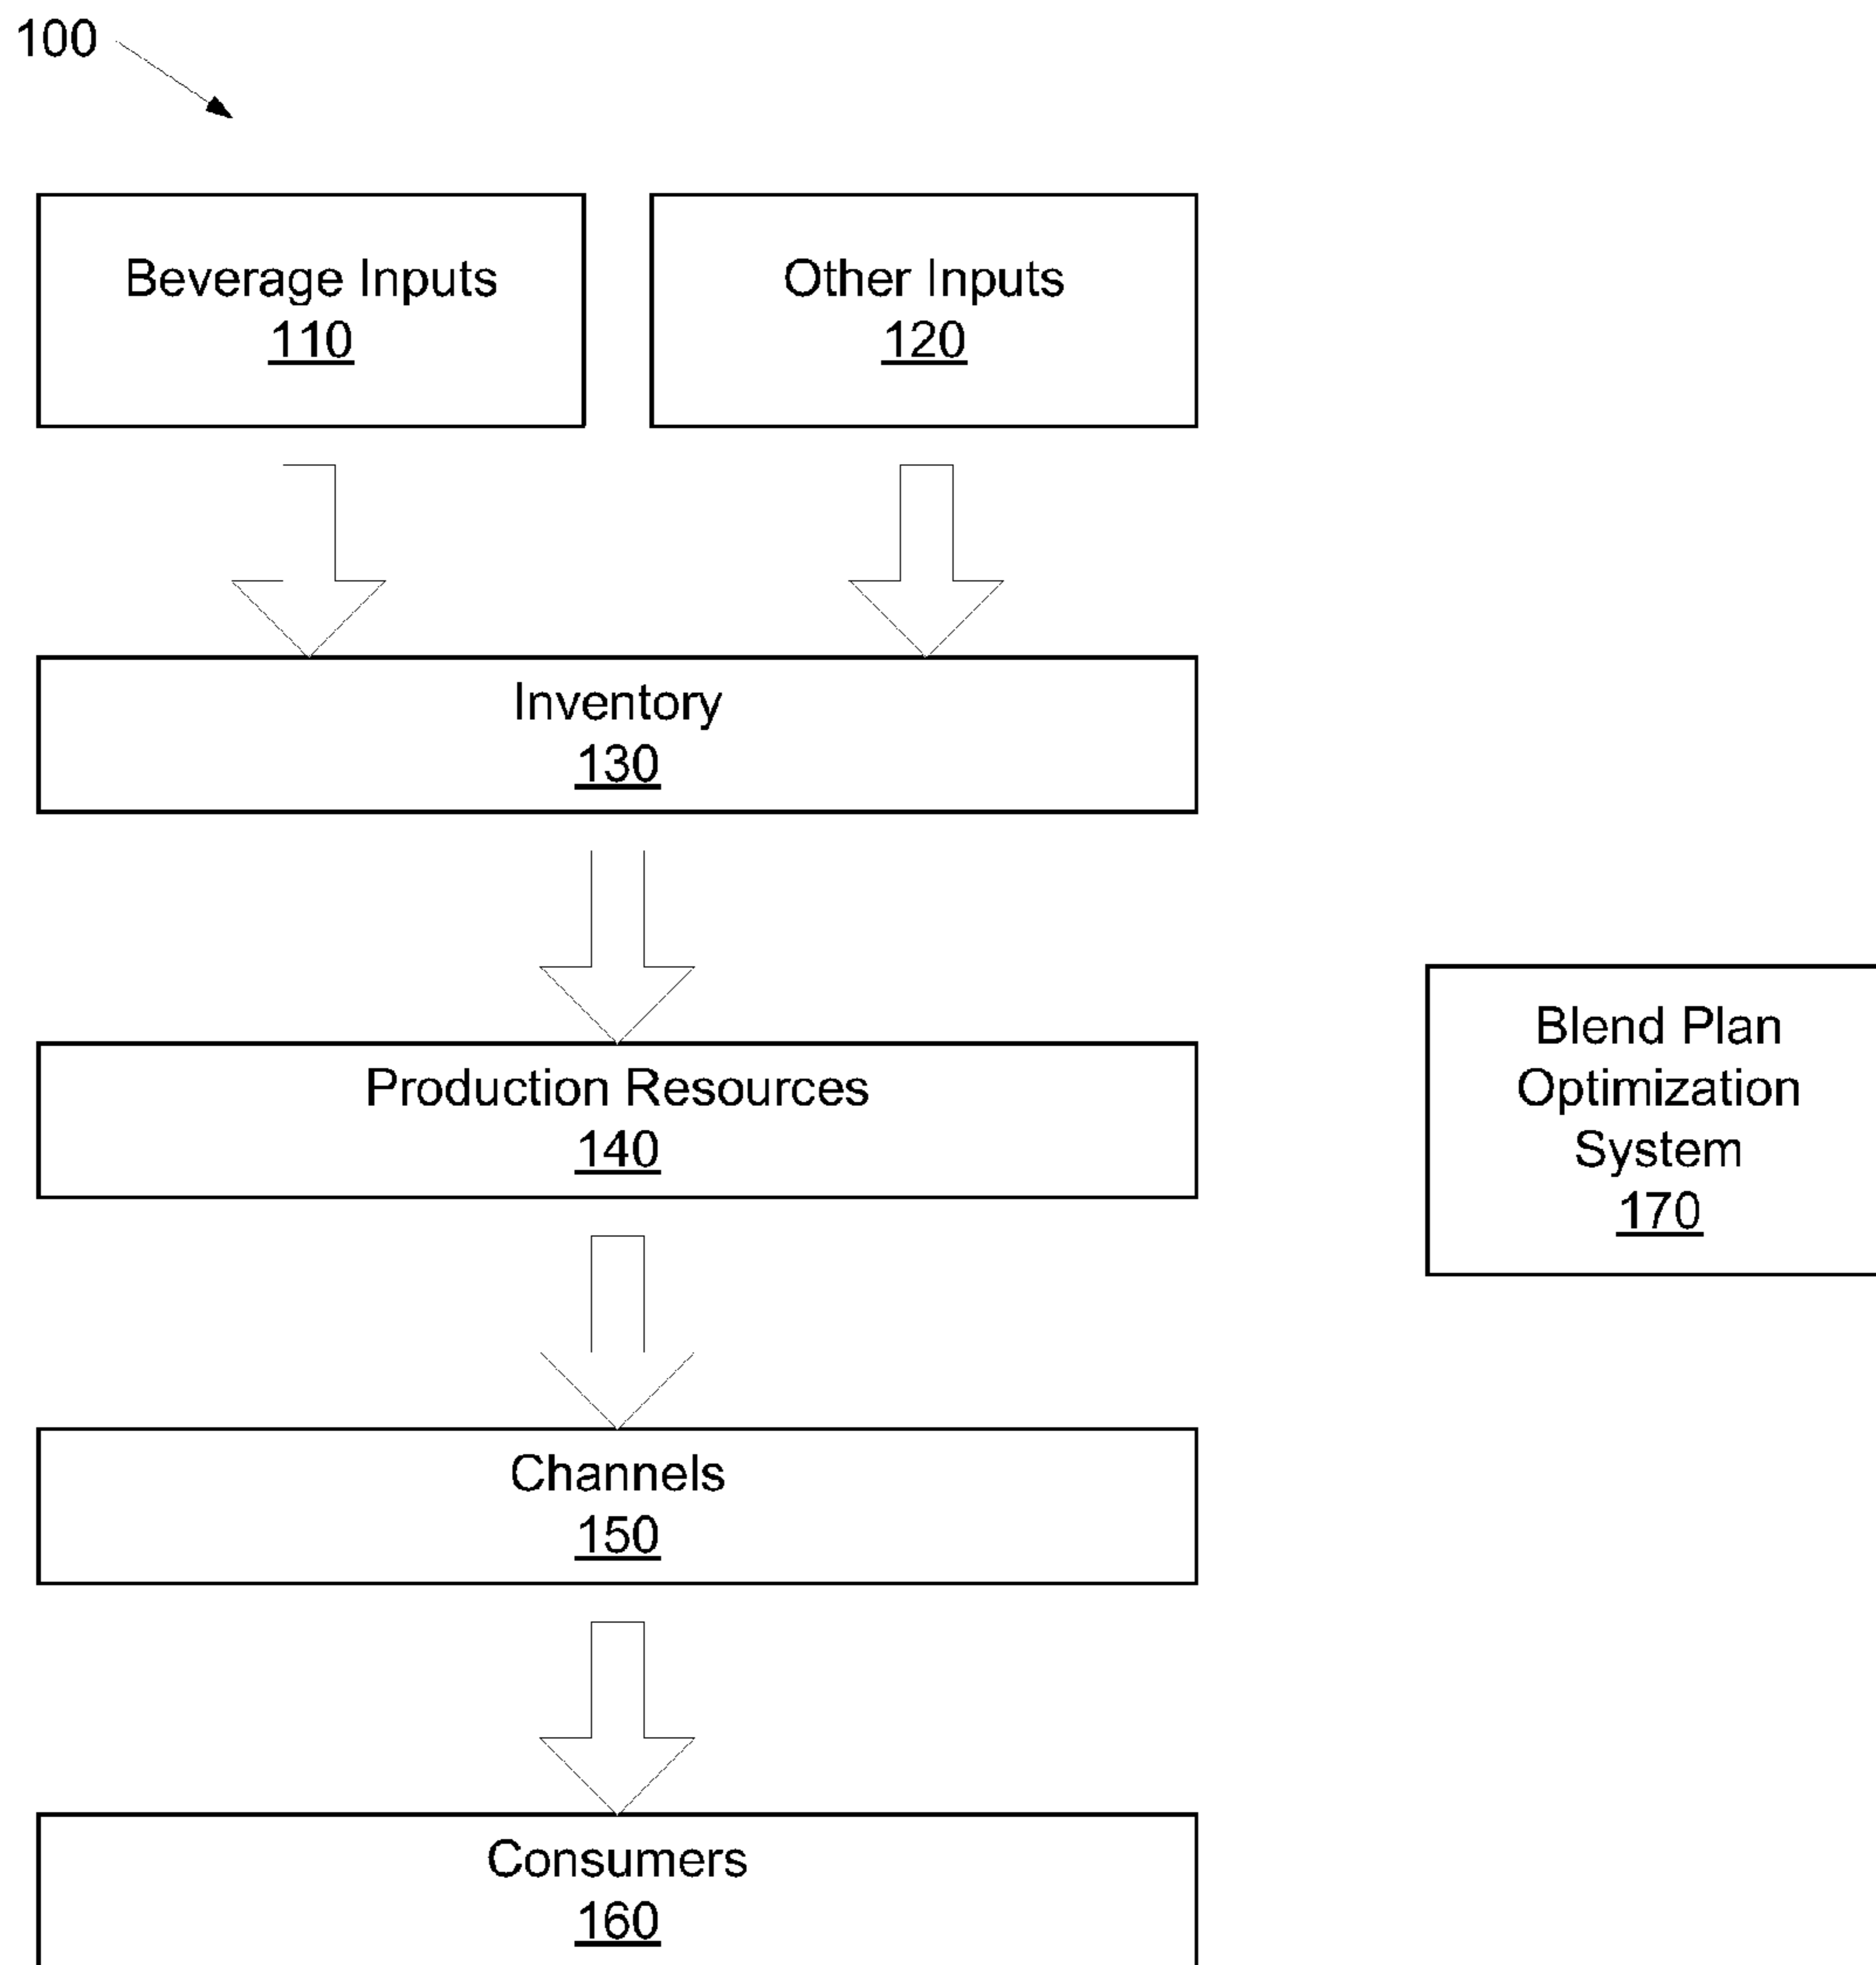 100
Beverage Inputs
110
Other Inputs
120
Inventory
130
Production Resources
140
Blend Plan
Optimization
System
170
Channels
150
Consumers
160